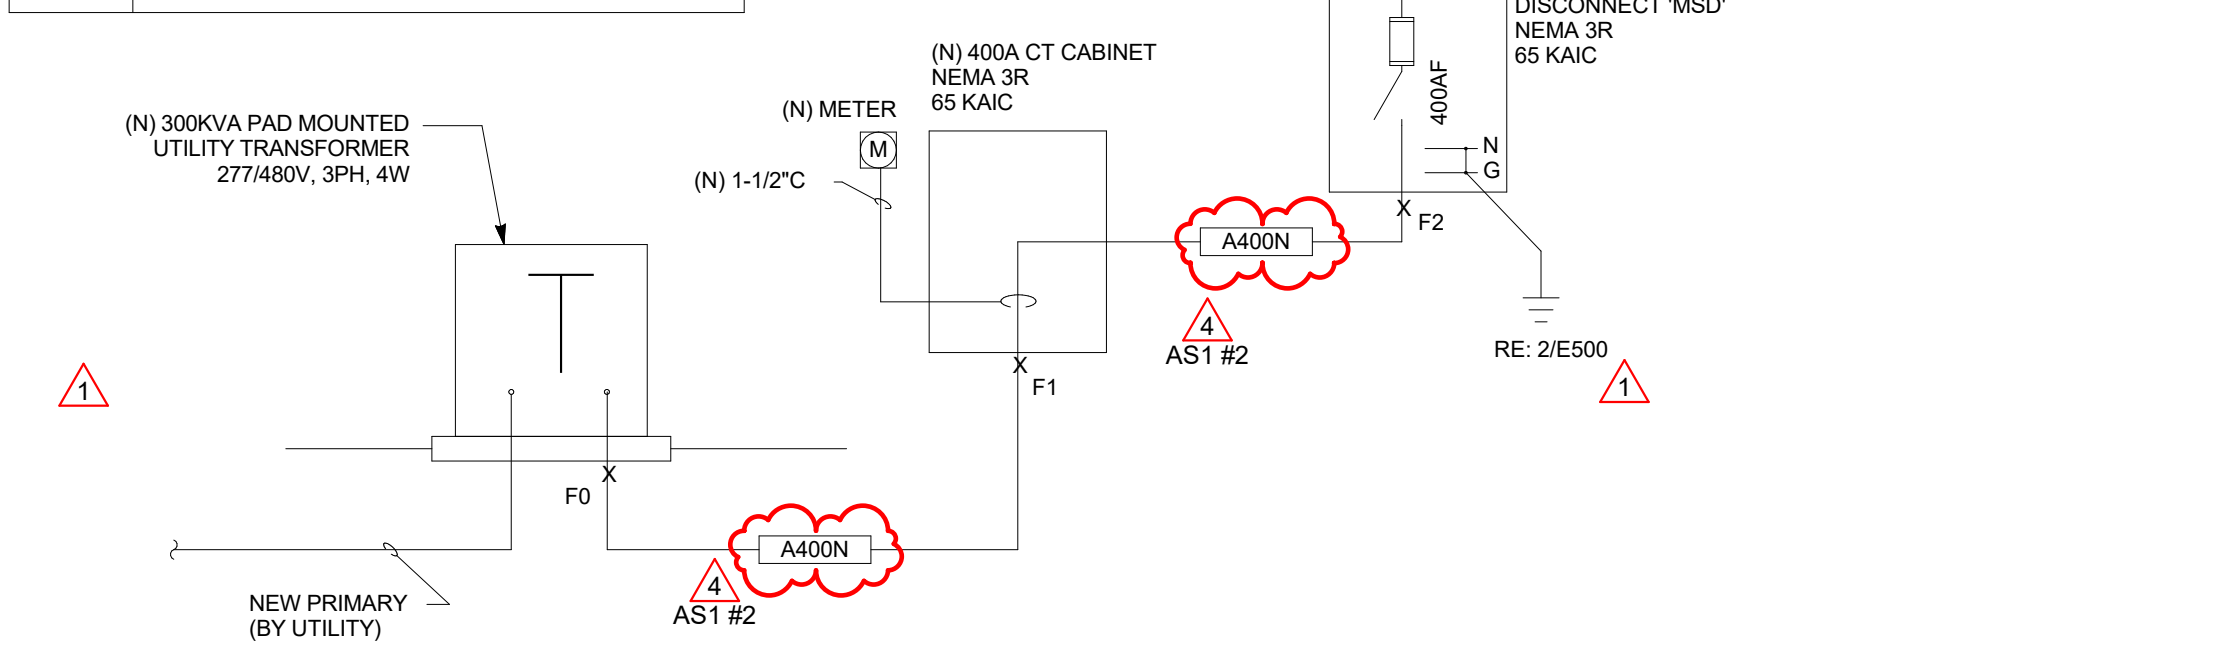 DISCONNECT 'MSD'
NEMA 3R
65 KAIC
400AF
N
G
F2
(N) 400A CT CABINET
NEMA 3R
65 KAIC
(N) METER
M
(N) 1-1/2"C
(N) 300KVA PAD MOUNTED
UTILITY TRANSFORMER
277/480V, 3PH, 4W
X
A400N
4
AS1 #2
RE: 2/E500
1
1
X
F1
X
F0
A400N
4
AS1 #2
NEW PRIMARY
(BY UTILITY)